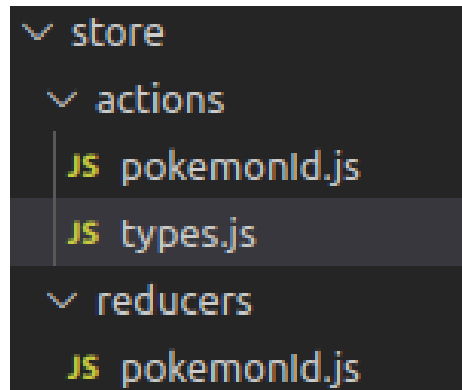 store
actions
JS pokemonId.js
JS types.js
reducers
JS pokemonId.js